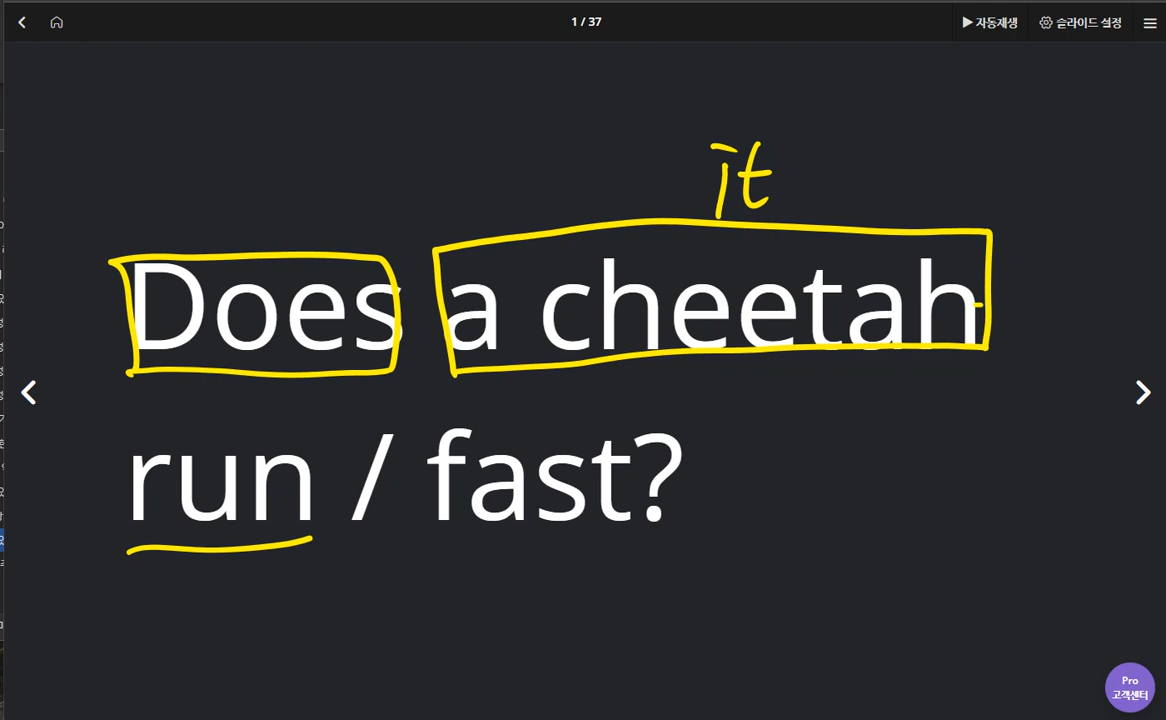 1 / 37
자동재생
슬라이드 설정
it
Does a cheetah
run / fast?
Pro
고객센터